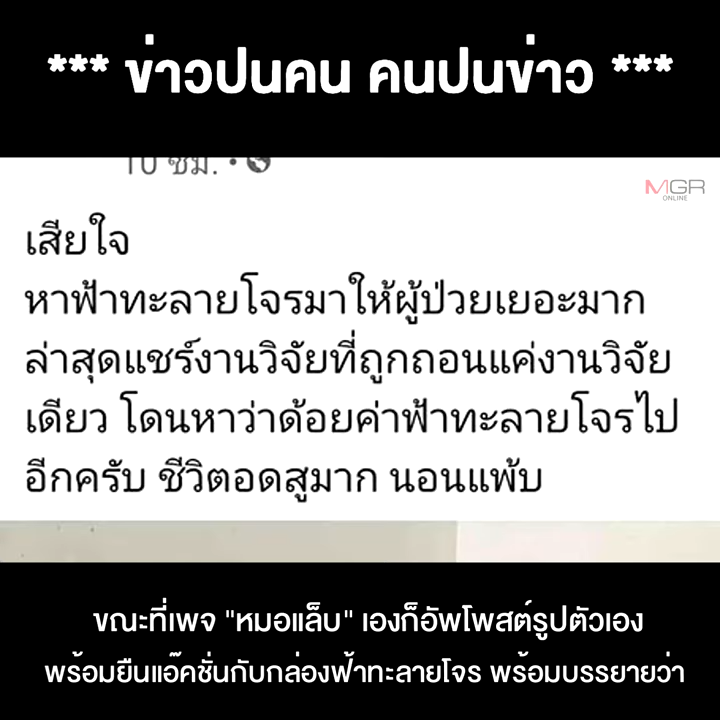 *** ข่าวปนคน คนปนข่าว ***
10 ชม. ·
MGR
ONLINE
เสียใจ
หาฟ้าทะลายโจรมาให้ผู้ป่วยเยอะมาก
ล่าสุดแชร์งานวิจัยที่ถูกถอนแค่งานวิจัย
เดียว โดนหาว่าด้อยค่าฟ้าทะลายโจรไป
อีกครับ ชีวิตอดสูมาก นอนแพ้บ
ขณะที่เพจ "หมอแล็บ" เองก็อัพโพสต์รูปตัวเอง
พร้อมยืนแอ๊คชั่นกับกล่องฟ้าทะลายโจร พร้อมบรรยายว่า